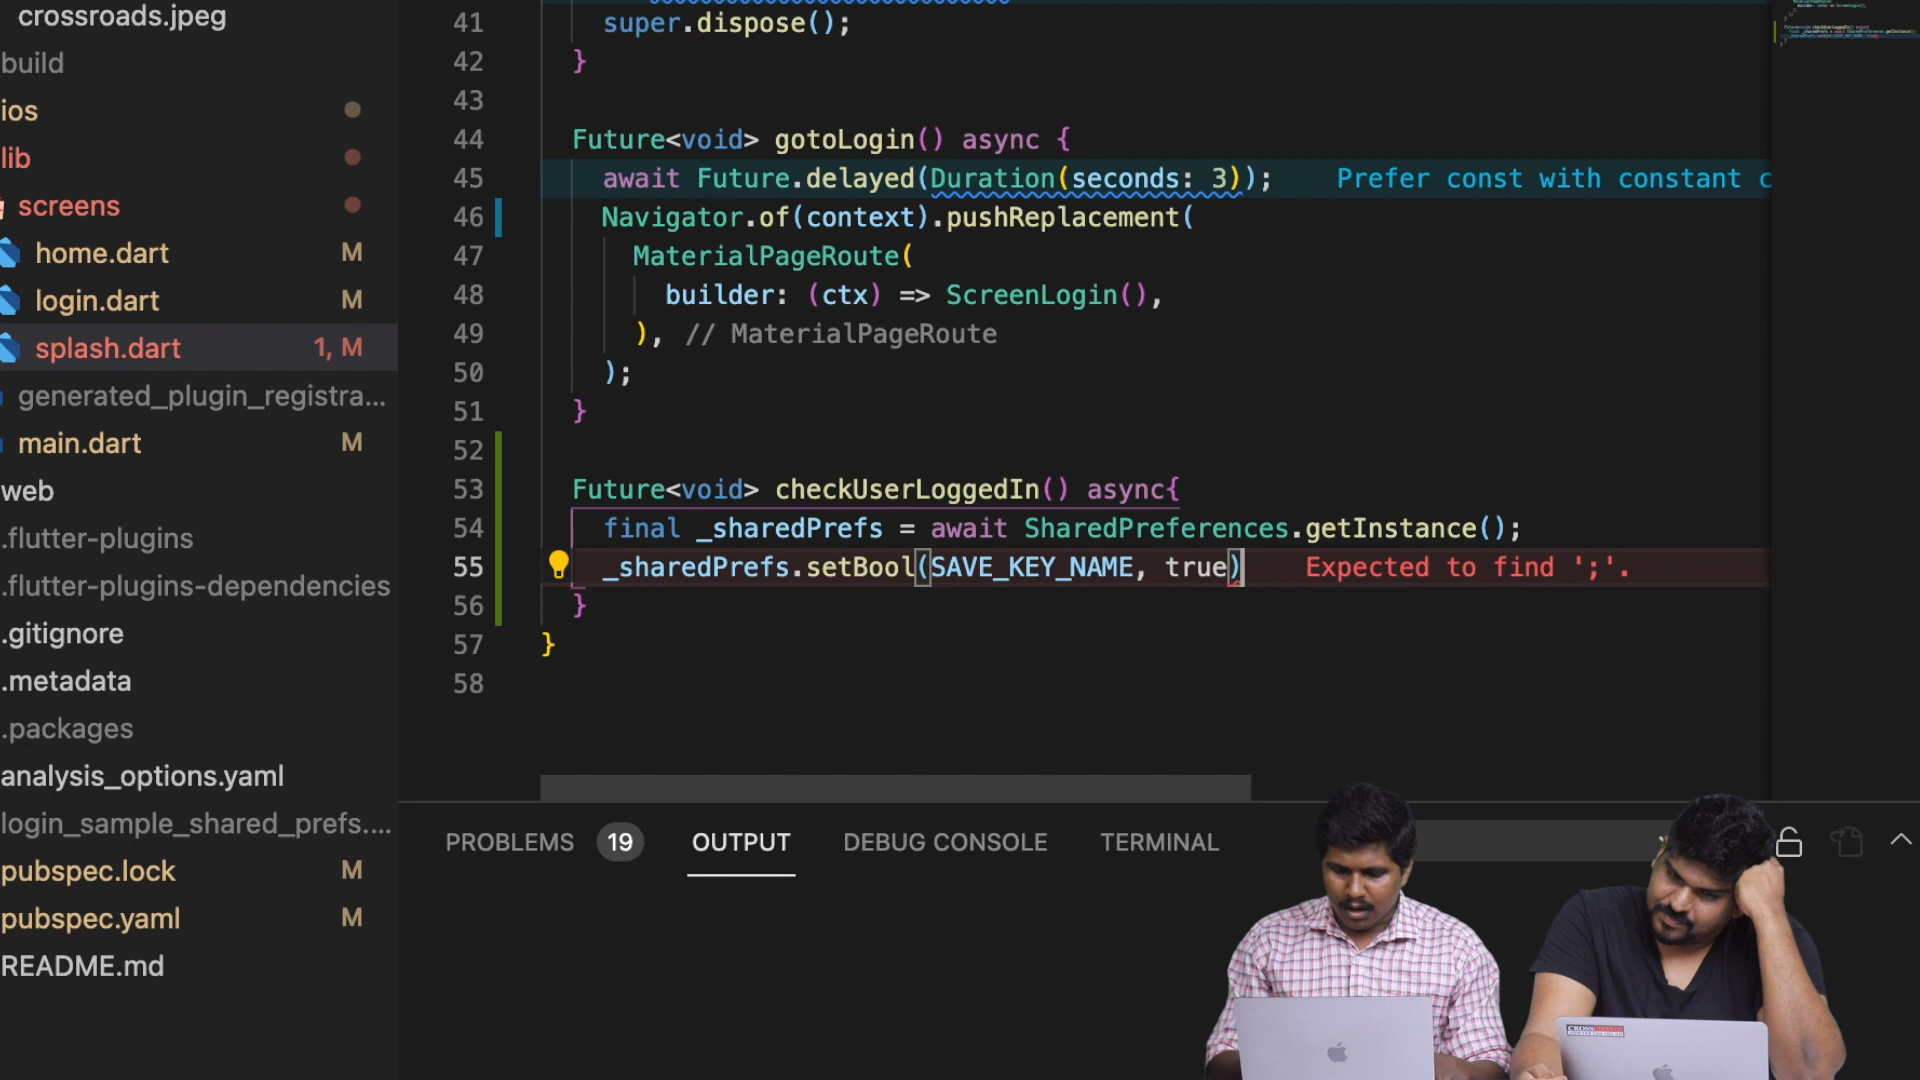 crossroads.jpeg
build
ios
lib
screens
home.dart M
login.dart M
splash.dart 1, M
generated_plugin_registra...
main.dart M
web
.flutter-plugins
.flutter-plugins-dependencies
.gitignore
.metadata
.packages
analysis_options.yaml
login_sample_shared_prefs....
pubspec.lock M
pubspec.yaml M
README.md
41 super.dispose();
42 }
43
44 Future<void> gotoLogin() async {
45 await Future.delayed(Duration(seconds: 3)); Prefer const with constant c
46 Navigator.of(context).pushReplacement(
47 MaterialPageRoute(
48 builder: (ctx) => ScreenLogin(),
49 ), // MaterialPageRoute
50 );
51 }
52
53 Future<void> checkUserLoggedIn() async{
54 final _sharedPrefs = await SharedPreferences.getInstance();
55 _sharedPrefs.setBool(SAVE_KEY_NAME, true) Expected to find ';'.
56 }
57 }
58
PROBLEMS 19 OUTPUT DEBUG CONSOLE TERMINAL